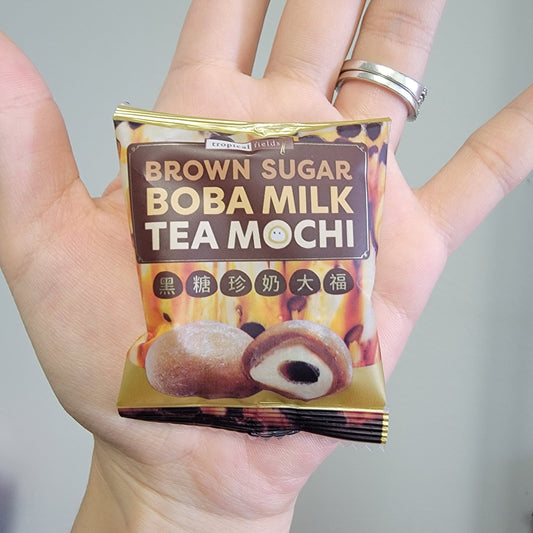 tropical fields
BROWN SUGAR
BOBA MILK
TEA MOCHI
黑糖珍奶大福